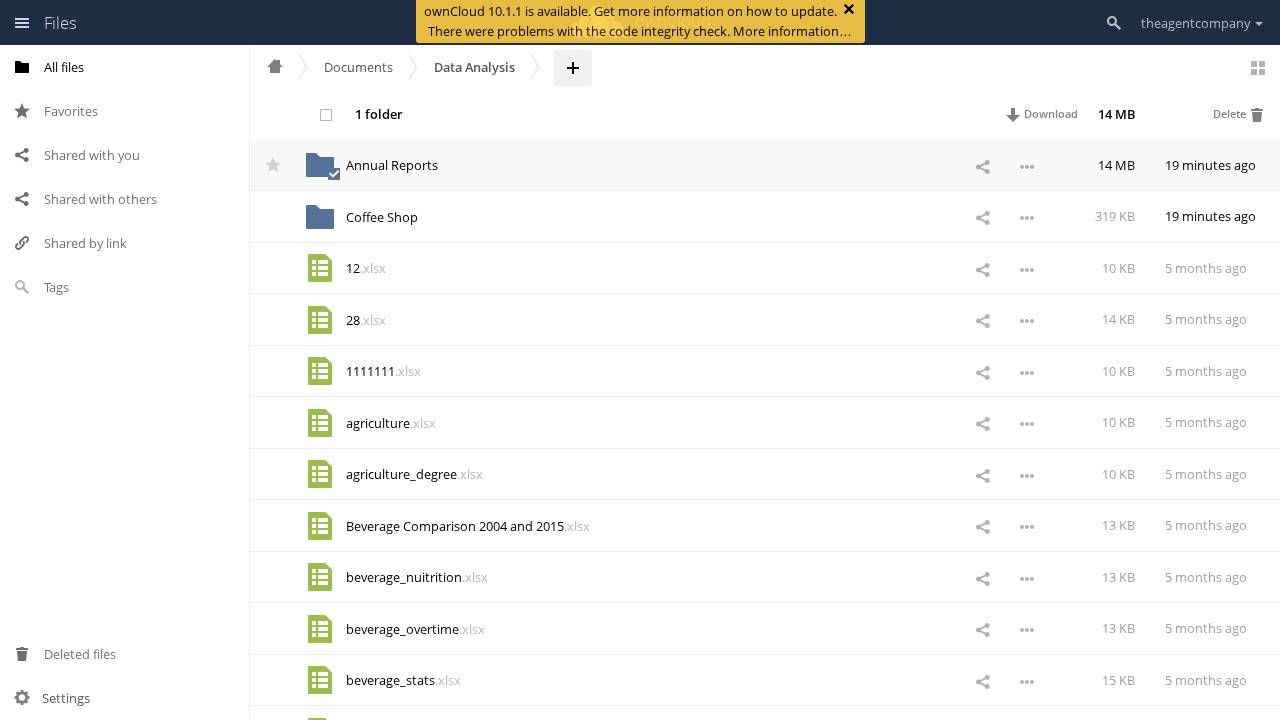 Files
ownCloud 10.1.1 is available. Get more information on how to update.
There were problems with the code integrity check. More information…
theagentcompany
All files
Favorites
Shared with you
Shared with others
Shared by link
Tags
Deleted files
Settings
Documents
Data Analysis
1 folder
Download
14 MB
Delete
Annual Reports
14 MB
19 minutes ago
Coffee Shop
319 KB
19 minutes ago
12.xlsx
10 KB
5 months ago
28.xlsx
14 KB
5 months ago
1111111.xlsx
10 KB
5 months ago
agriculture.xlsx
10 KB
5 months ago
agriculture_degree.xlsx
10 KB
5 months ago
Beverage Comparison 2004 and 2015.xlsx
13 KB
5 months ago
beverage_nuitrition.xlsx
13 KB
5 months ago
beverage_overtime.xlsx
13 KB
5 months ago
beverage_stats.xlsx
15 KB
5 months ago